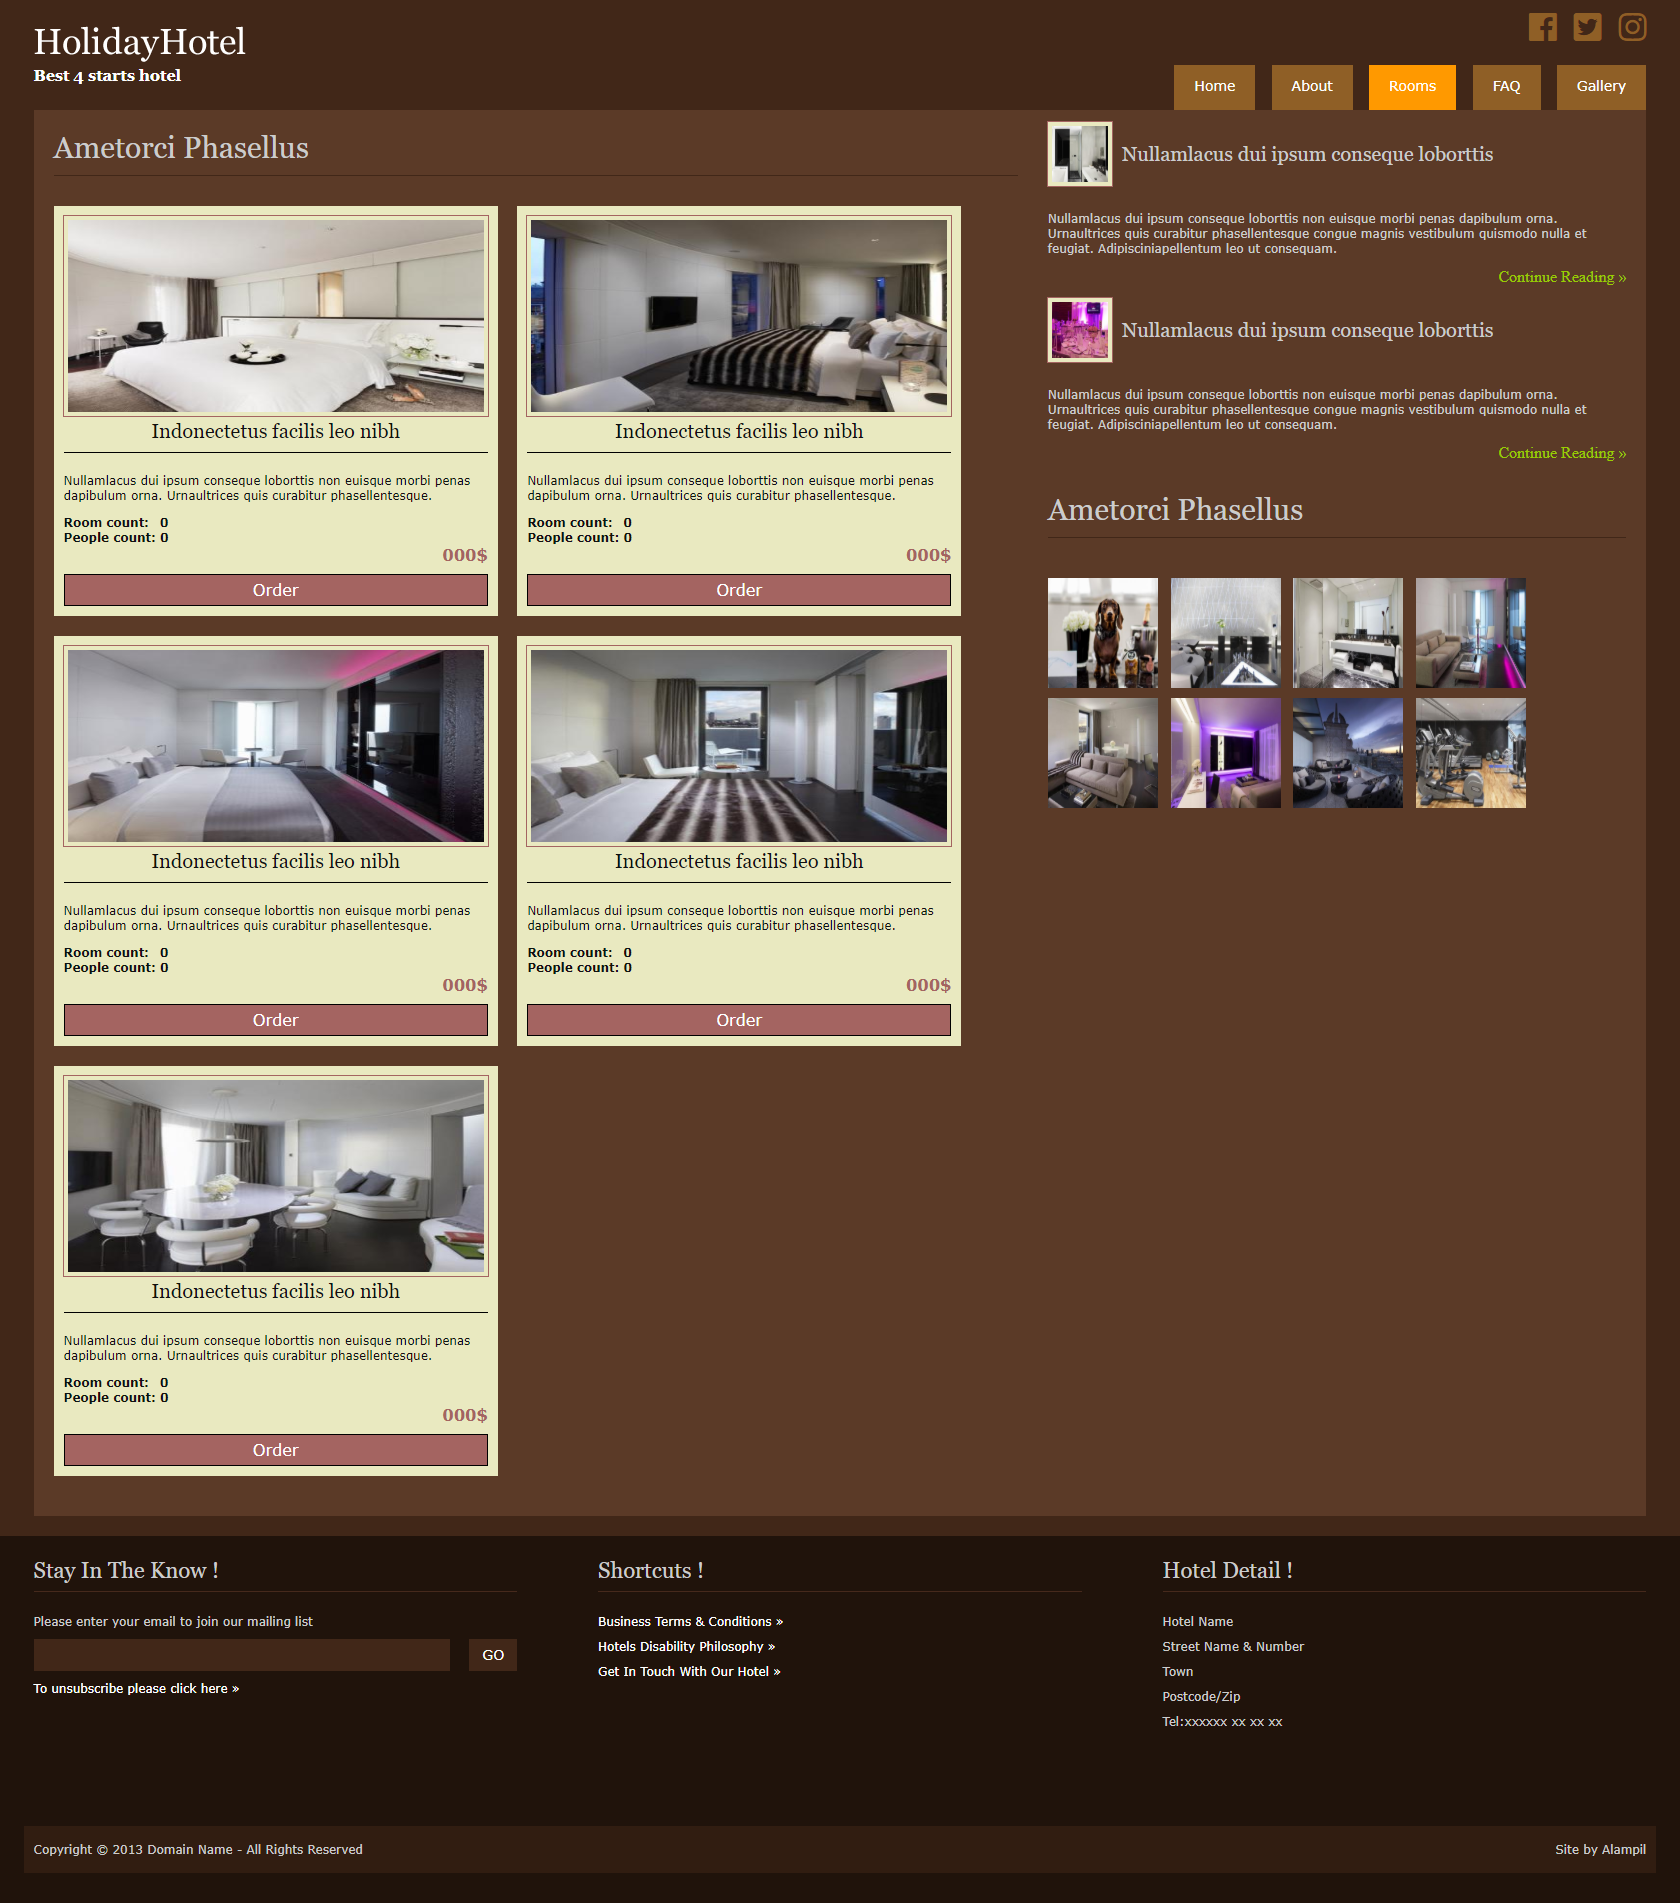 HolidayHotel
Best 4 starts hotel
Home
About
Rooms
FAQ
Gallery
Ametorci Phasellus
Indonectetus facilis leo nibh
Nullamlacus dui ipsum conseque loborttis non euisque morbi penas
dapibulum orna. Urnaultrices quis curabitur phasellentesque.
Room count: 0
People count: 0
000$
Order
Indonectetus facilis leo nibh
Nullamlacus dui ipsum conseque loborttis non euisque morbi penas
dapibulum orna. Urnaultrices quis curabitur phasellentesque.
Room count: 0
People count: 0
000$
Order
Indonectetus facilis leo nibh
Nullamlacus dui ipsum conseque loborttis non euisque morbi penas
dapibulum orna. Urnaultrices quis curabitur phasellentesque.
Room count: 0
People count: 0
000$
Order
Indonectetus facilis leo nibh
Nullamlacus dui ipsum conseque loborttis non euisque morbi penas
dapibulum orna. Urnaultrices quis curabitur phasellentesque.
Room count: 0
People count: 0
000$
Order
Indonectetus facilis leo nibh
Nullamlacus dui ipsum conseque loborttis non euisque morbi penas
dapibulum orna. Urnaultrices quis curabitur phasellentesque.
Room count: 0
People count: 0
000$
Order
Nullamlacus dui ipsum conseque loborttis
Nullamlacus dui ipsum conseque loborttis non euisque morbi penas dapibulum orna.
Urnaultrices quis curabitur phasellentesque congue magnis vestibulum quismodo nulla et
feugiat. Adipisciniapellentum leo ut consequam.
Continue Reading »
Nullamlacus dui ipsum conseque loborttis
Nullamlacus dui ipsum conseque loborttis non euisque morbi penas dapibulum orna.
Urnaultrices quis curabitur phasellentesque congue magnis vestibulum quismodo nulla et
feugiat. Adipisciniapellentum leo ut consequam.
Continue Reading »
Ametorci Phasellus
Stay In The Know !
Please enter your email to join our mailing list
GO
To unsubscribe please click here »
Shortcuts !
Business Terms & Conditions »
Hotels Disability Philosophy »
Get In Touch With Our Hotel »
Hotel Detail !
Hotel Name
Street Name & Number
Town
Postcode/Zip
Tel:xxxxxx xx xx xx
Copyright © 2013 Domain Name - All Rights Reserved
Site by Alampil